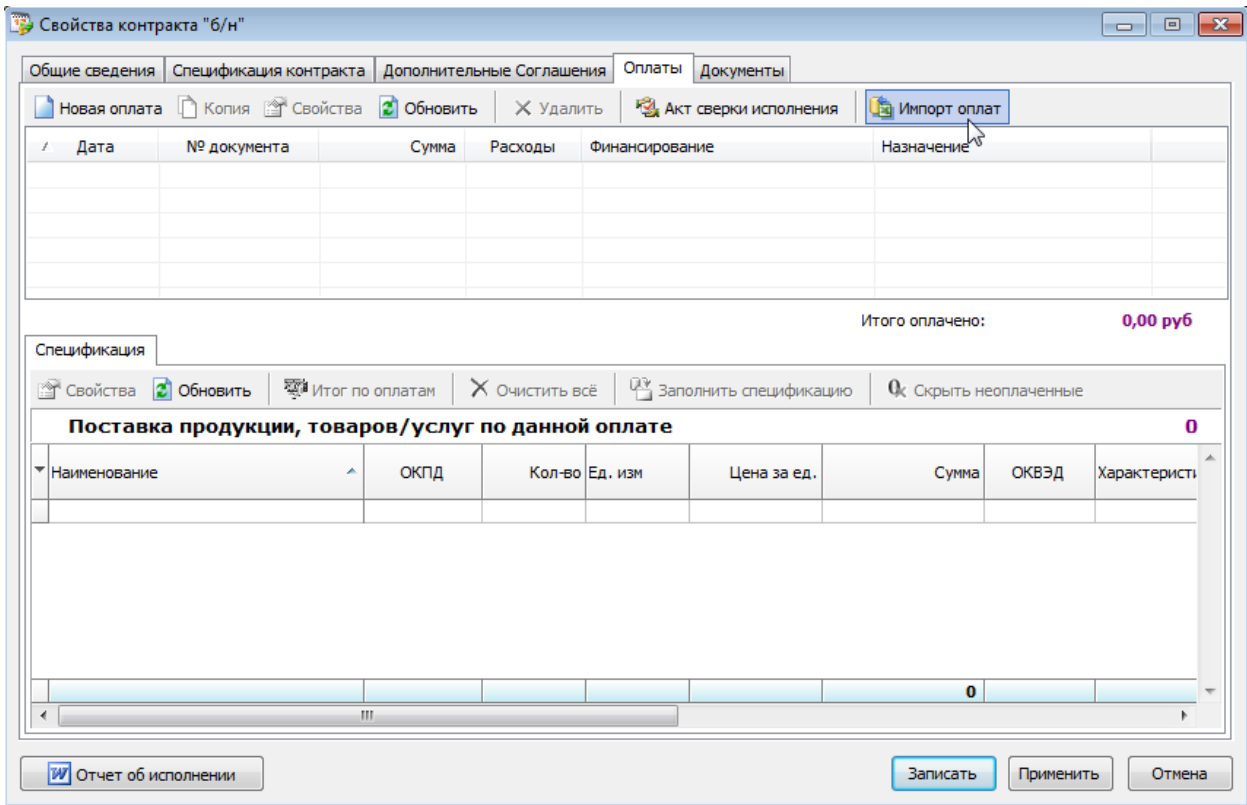 Свойства контракта "б/н"
Общие сведения Спецификация контракта Дополнительные Соглашения Оплаты Документы
Новая оплата Копия Свойства Обновить Удалить Акт сверки исполнения Импорт оплат
Дата № документа Сумма Расходы Финансирование Назначение
Итого оплачено: 0,00 руб
Спецификация
Свойства Обновить Итог по оплатам Очистить всё Заполнить спецификацию Скрыть неоплаченные
Поставка продукции, товаров/услуг по данной оплате 0
Наименование ОКПД Кол-во Ед. изм Цена за ед. Сумма ОКВЭД Характеристи
0
Отчет об исполнении Записать Применить Отмена